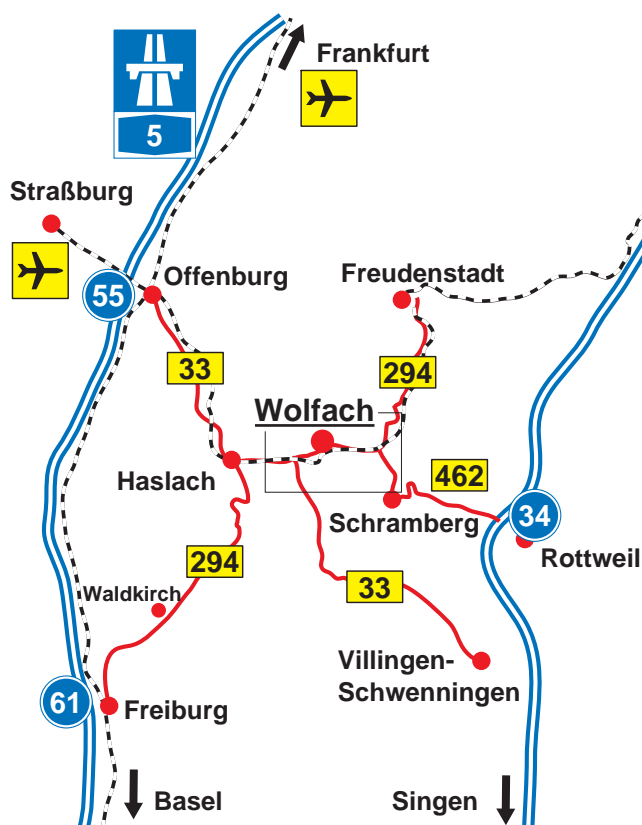 Frankfurt
5
Straßburg
Offenburg
Freudenstadt
55
33
294
Wolfach
Haslach
462
Schramberg
34
Rottweil
294
33
Waldkirch
Villingen-
Schwenningen
61
Freiburg
Basel
Singen